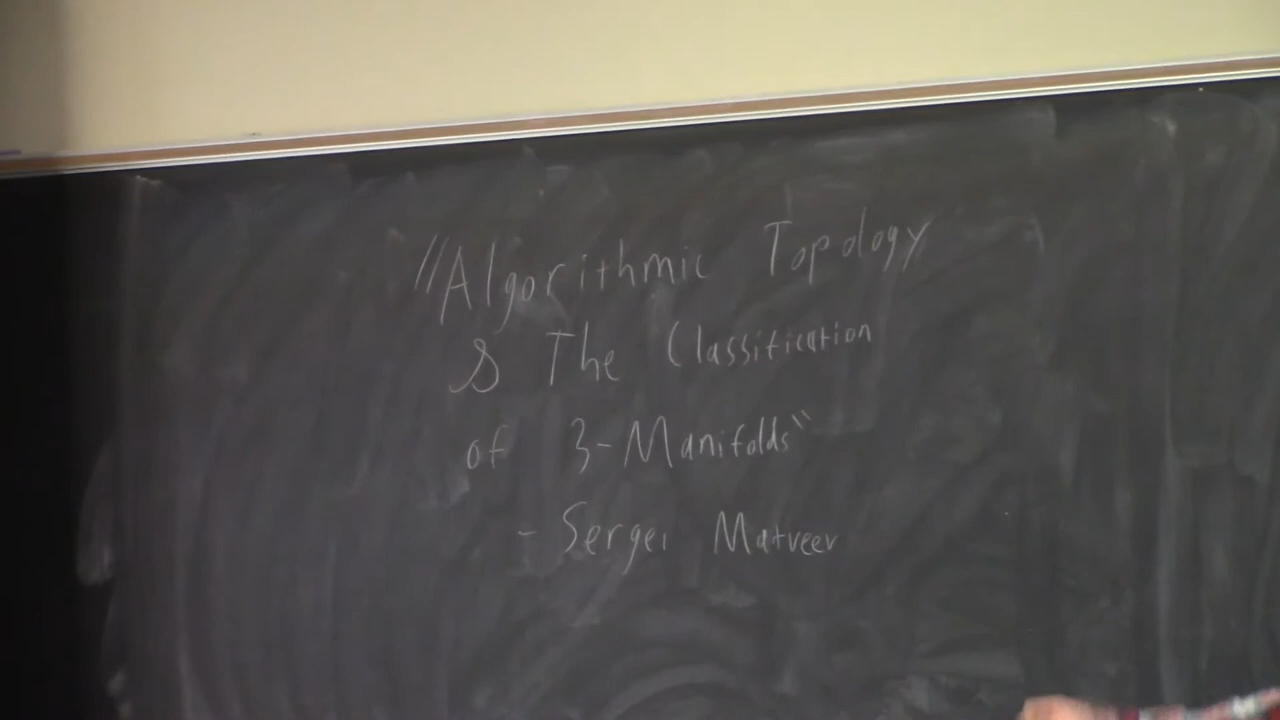 "Algorithmic Topology
& The Classification
of 3-Manifolds"
- Sergei Matveev